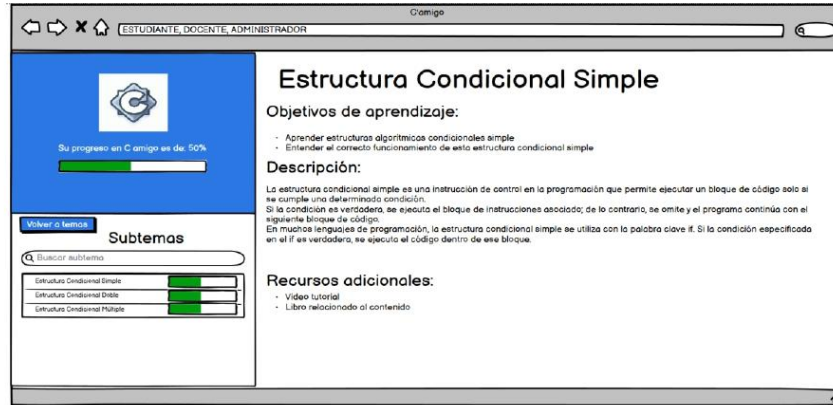 C'amigo
ESTUDIANTE, DOCENTE, ADMINISTRADOR
C
Su progreso en C amigo es de: 50%
Volver a temas
Subtemas
Buscar subtema
Estructura Condicional Simple
Estructura Condicional Doble
Estructura Condicional Múltiple
Estructura Condicional Simple
Objetivos de aprendizaje:
- Aprender estructuras algorítmicas condicionales simple
- Entender el correcto funcionamiento de esta estructura condicional simple
Descripción:
La estructura condicional simple es una instrucción de control en la programación que permite ejecutar un bloque de código solo si
se cumple una determinada condición.
Si la condición es verdadera, se ejecuta el bloque de instrucciones asociado; de lo contrario, se omite y el programa continúa con el
siguiente bloque de código.
En muchos lenguajes de programación, la estructura condicional simple se utiliza con la palabra clave if. Si la condición especificada
en el if es verdadera, se ejecuta el código dentro de ese bloque.
Recursos adicionales:
- Video tutorial
- Libro relacionado al contenido